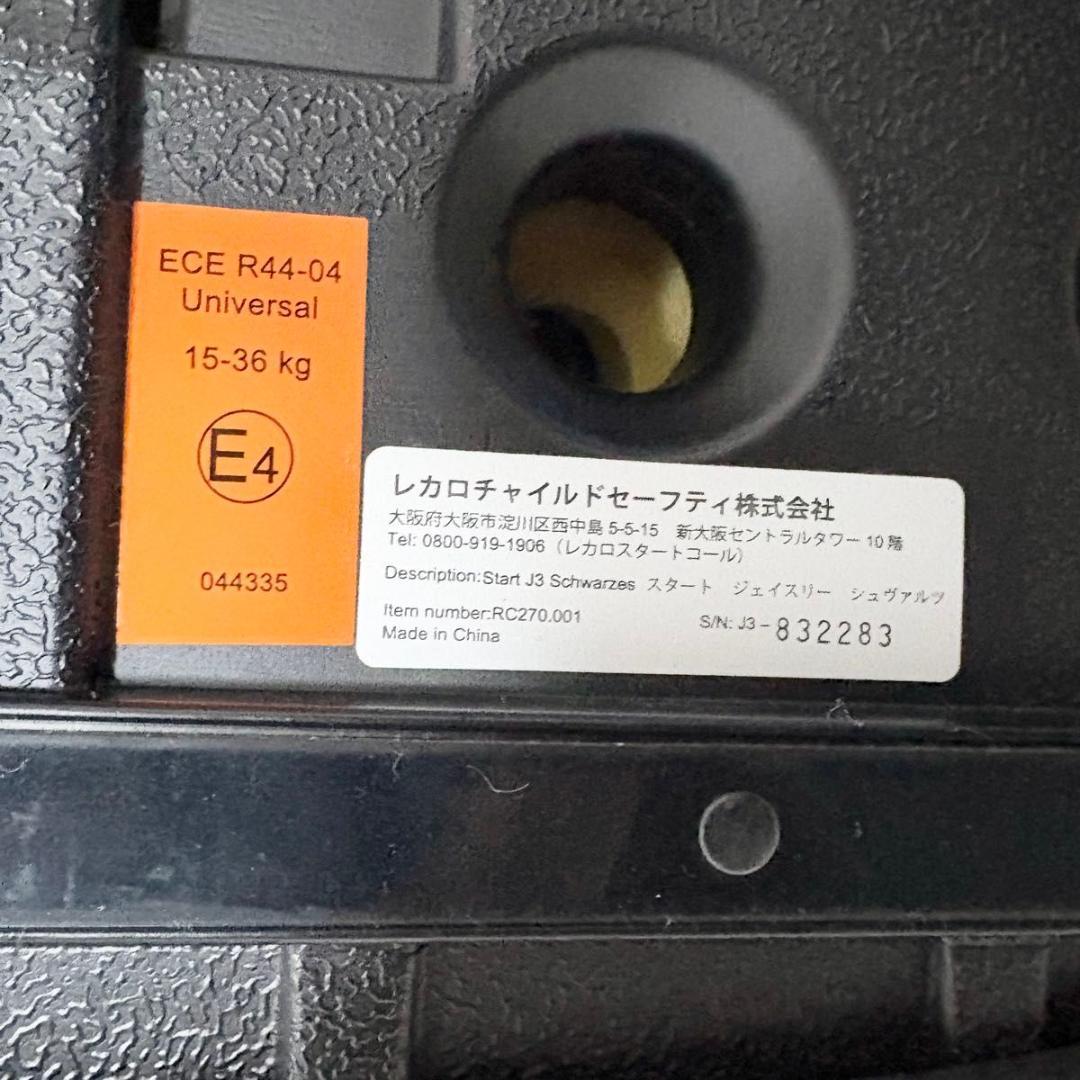 ECE R44-04
Universal
15-36 kg
E4
044335
レカロチャイルドセーフティ株式会社
大阪府大阪市淀川区西中島 5-5-15 新大阪セントラルタワー 10 階
Tel: 0800-919-1906（レカロスタートコール）
Description:Start J3 Schwarzes スタート ジェイスリー シュヴァルツ
Item number:RC270.001
S/N: J3-832283
Made in China